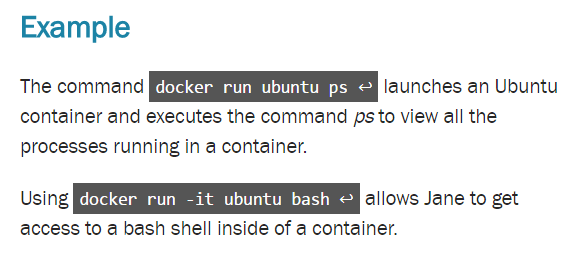 Example
The command docker run ubuntu ps ↩ launches an Ubuntu
container and executes the command ps to view all the
processes running in a container.
Using docker run -it ubuntu bash ↩ allows Jane to get
access to a bash shell inside of a container.